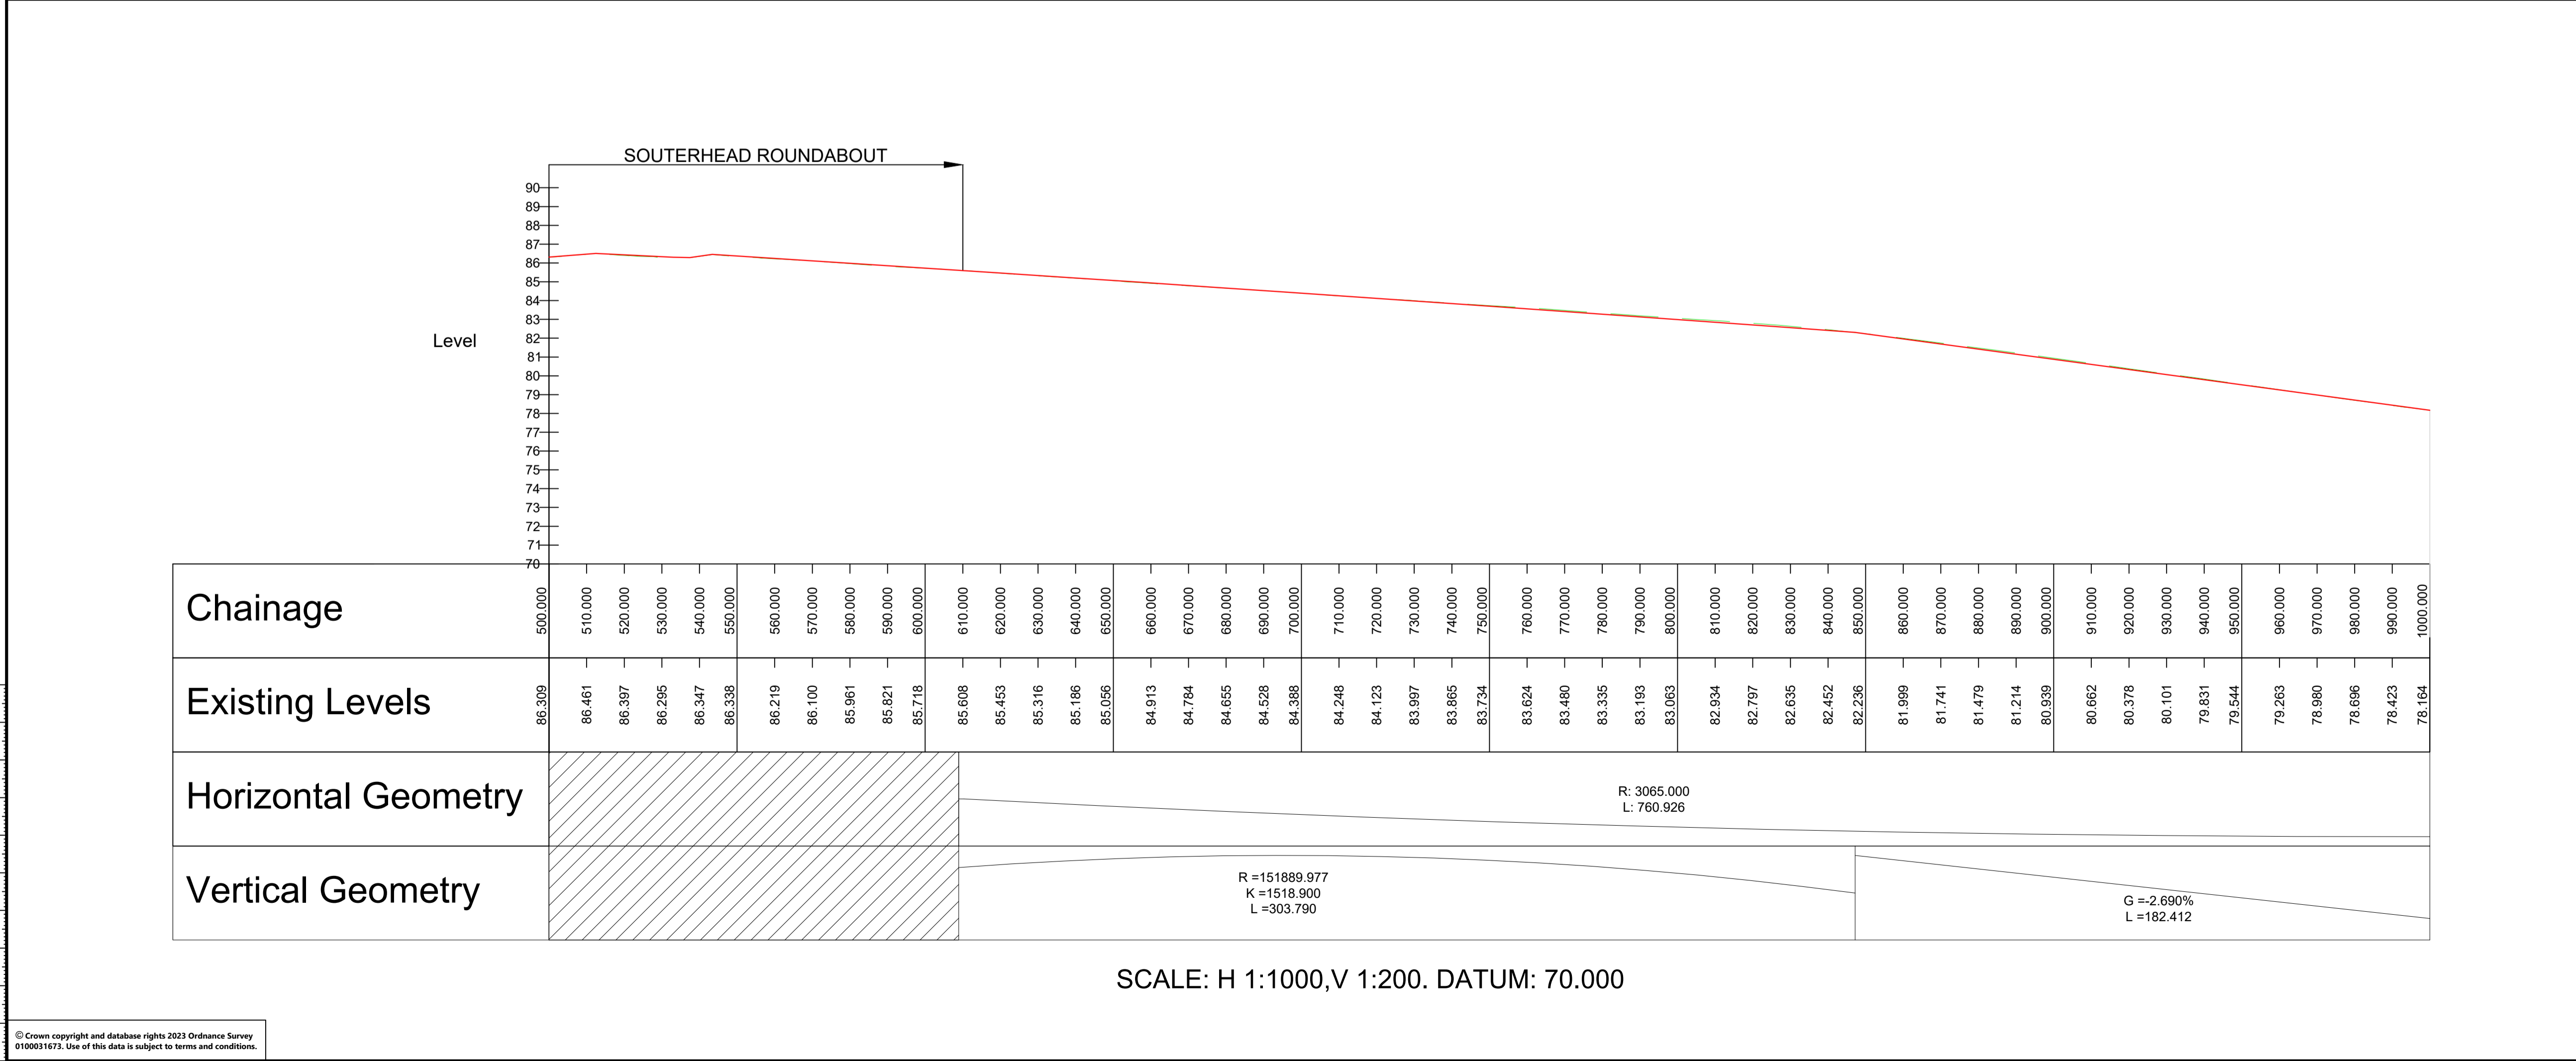 SOUTERHEAD ROUNDABOUT
90
89
88
87
86
85
84
83
82
81
80
79
78
77
76
75
74
73
72
71
70
Level
Chainage
500.000 510.000 520.000 530.000 540.000 550.000 560.000 570.000 580.000 590.000 600.000 610.000 620.000 630.000 640.000 650.000 660.000 670.000 680.000 690.000 700.000 710.000 720.000 730.000 740.000 750.000 760.000 770.000 780.000 790.000 800.000 810.000 820.000 830.000 840.000 850.000 860.000 870.000 880.000 890.000 900.000 910.000 920.000 930.000 940.000 950.000 960.000 970.000 980.000 990.000 1000.000
Existing Levels
86.309 86.461 86.397 86.295 86.347 86.338 86.219 86.100 85.961 85.821 85.718 85.608 85.453 85.316 85.186 85.056 84.913 84.784 84.655 84.528 84.388 84.248 84.123 83.997 83.865 83.734 83.624 83.480 83.335 83.193 83.063 82.934 82.797 82.635 82.452 82.236 81.999 81.741 81.479 81.214 80.939 80.662 80.378 80.101 79.831 79.544 79.263 78.980 78.696 78.423 78.164
Horizontal Geometry
R: 3065.000
L: 760.926
Vertical Geometry
R =151889.977
K =1518.900
L =303.790
G =-2.690%
L =182.412
SCALE: H 1:1000,V 1:200. DATUM: 70.000
© Crown copyright and database rights 2023 Ordnance Survey
0100031673. Use of this data is subject to terms and conditions.